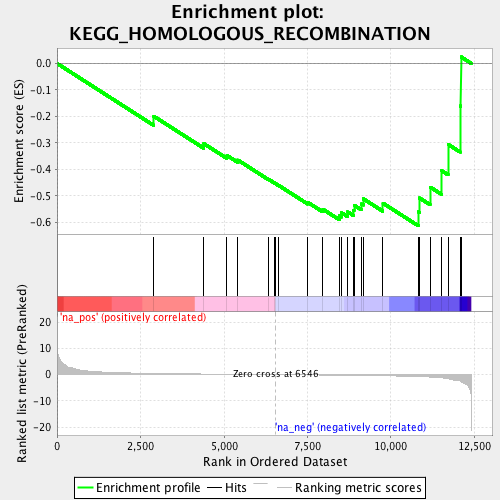 Enrichment plot:
KEGG_HOMOLOGOUS_RECOMBINATION
Enrichment score (ES)
0.0
-0.1
-0.2
-0.3
-0.4
-0.5
-0.6
'na_pos' (positively correlated)
Ranked list metric (PreRanked)
20
10
0
-10
-20
Zero cross at 6546
'na_neg' (negatively correlated)
0
2,500
5,000
7,500
10,000
12,500
Rank in Ordered Dataset
Enrichment profile
Hits
Ranking metric scores